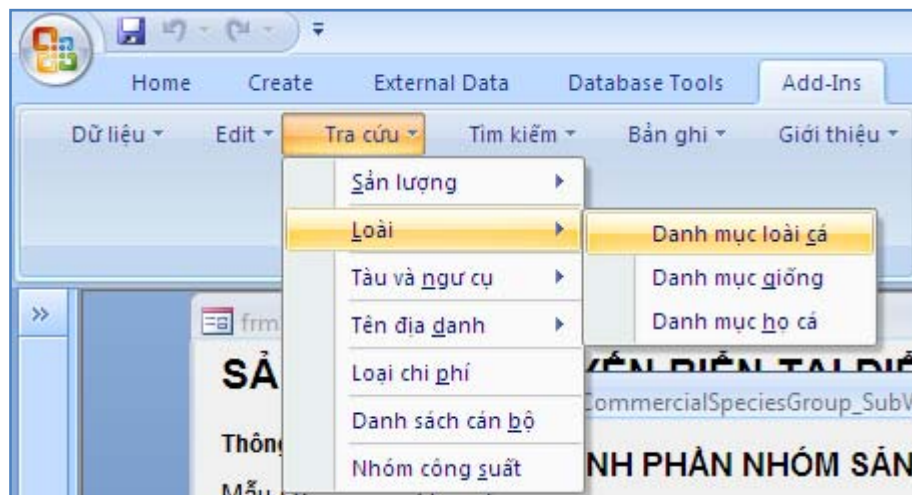 Home Create External Data Database Tools Add-Ins
Dữ liệu Edit Tra cứu Tìm kiếm Bản ghi Giới thiệu
Sản lượng
Loài Danh mục loài cá
Tàu và ngư cụ Danh mục giống
Tên địa danh Danh mục họ cá
Loại chi phí
Danh sách cán bộ
Nhóm công suất
frm
SẢ
CommercialSpeciesGroup_SubV
NH PHẦN NHÓM SẢN